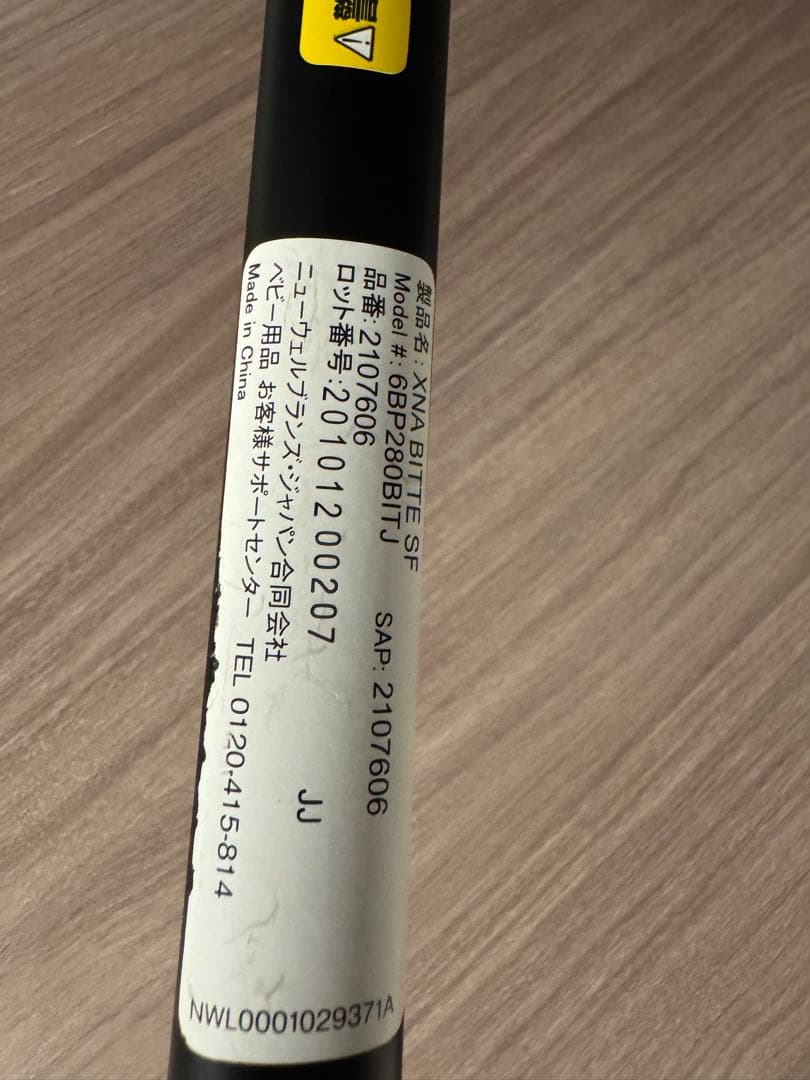 製品名: XNA BITTE SF
Model #: 6BP280BITJ
品番: 2107606 SAP: 2107606
ロット番号:20101200207 JJ
ニューウェルブランズ・ジャパン合同会社
ベビー用品 お客様サポートセンター TEL 0120-415-814
Made in China
NWL0001029371A